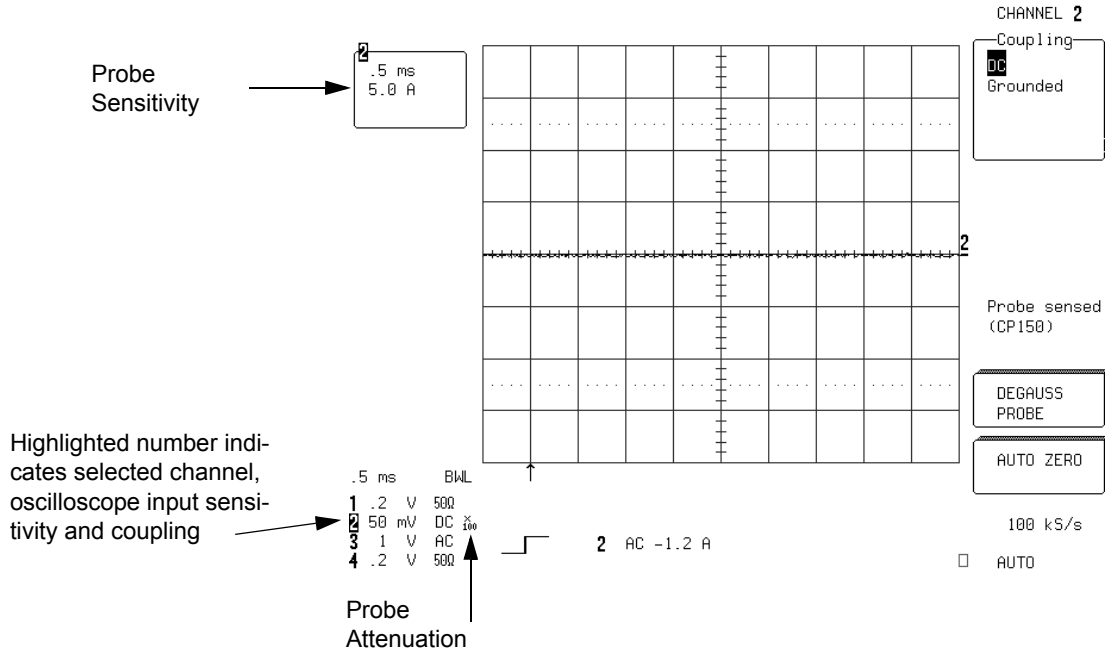 CHANNEL 2
Coupling
DC
Grounded
2
.5 ms
5.0 A
Probe
Sensitivity
2
Probe sensed
(CP150)
DEGAUSS
PROBE
AUTO ZERO
Highlighted number indi-
cates selected channel,
oscilloscope input sensi-
tivity and coupling
.5 ms BWL
1 .2 V 50Ω
2 50 mV DC X100
3 1 V AC
4 .2 V 50Ω
2 AC -1.2 A
100 kS/s
AUTO
Probe
Attenuation